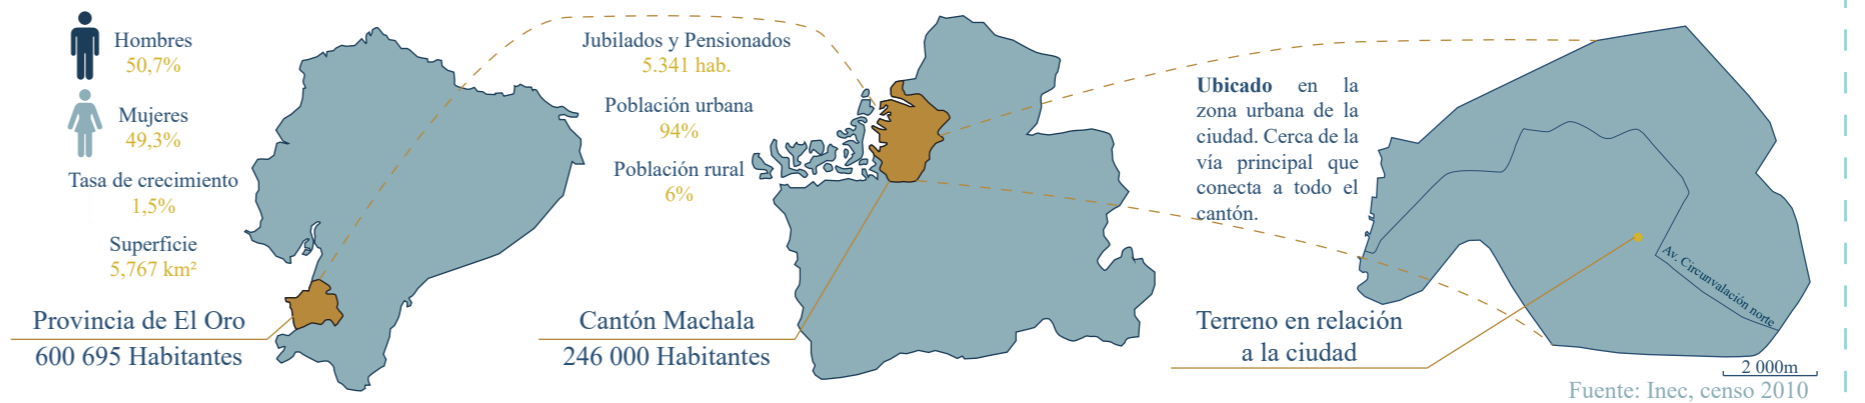 Hombres
50,7%
Mujeres
49,3%
Tasa de crecimiento
1,5%
Superficie
5,767 km²
Provincia de El Oro
600 695 Habitantes
Jubilados y Pensionados
5.341 hab.
Población urbana
94%
Población rural
6%
Cantón Machala
246 000 Habitantes
Ubicado en la
zona urbana de la
ciudad. Cerca de la
vía principal que
conecta a todo el
cantón.
Av. Circunvalación norte
Terreno en relación
a la ciudad
2 000m
Fuente: Inec, censo 2010